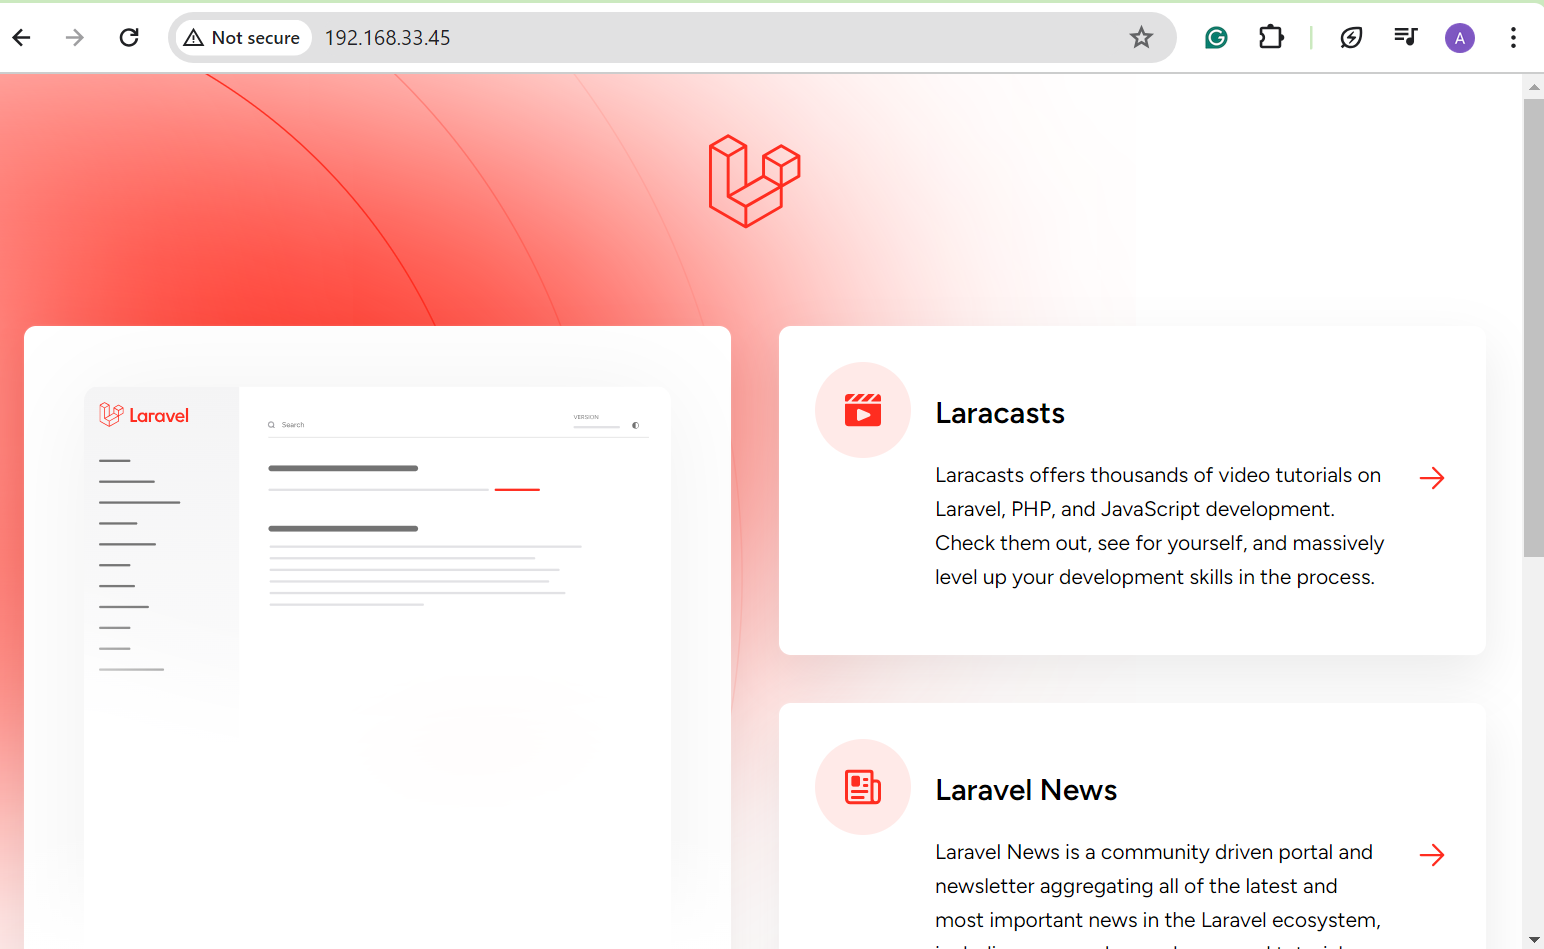 Not secure 192.168.33.45
A
Laravel
Search
VERSION
Laracasts
Laracasts offers thousands of video tutorials on
Laravel, PHP, and JavaScript development.
Check them out, see for yourself, and massively
level up your development skills in the process.
Laravel News
Laravel News is a community driven portal and
newsletter aggregating all of the latest and
most important news in the Laravel ecosystem,